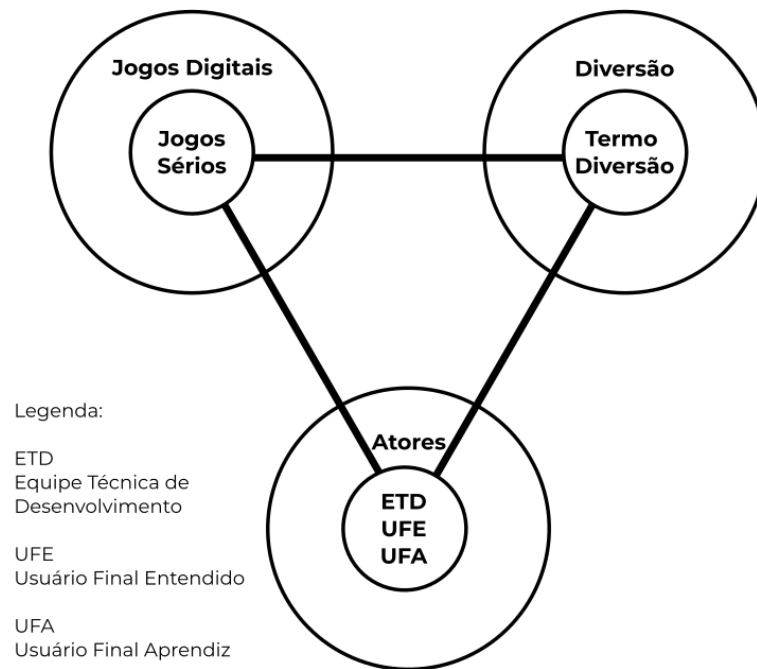 Jogos Digitais
Jogos
Sérios
Diversão
Termo
Diversão
Atores
ETD
UFE
UFA
Legenda:
ETD
Equipe Técnica de
Desenvolvimento
UFE
Usuário Final Entendido
UFA
Usuário Final Aprendiz